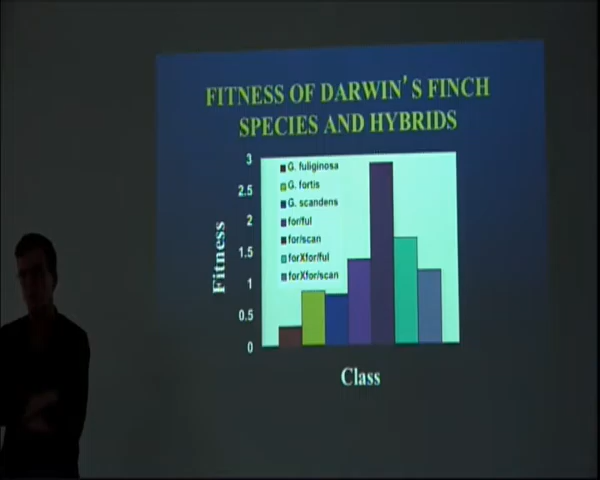 FITNESS OF DARWIN'S FINCH
SPECIES AND HYBRIDS
3
2.5
2
1.5
1
0.5
0
Fitness
G. fuliginosa
G. fortis
G. scandens
for/ful
for/scan
forXfor/ful
forXfor/scan
Class